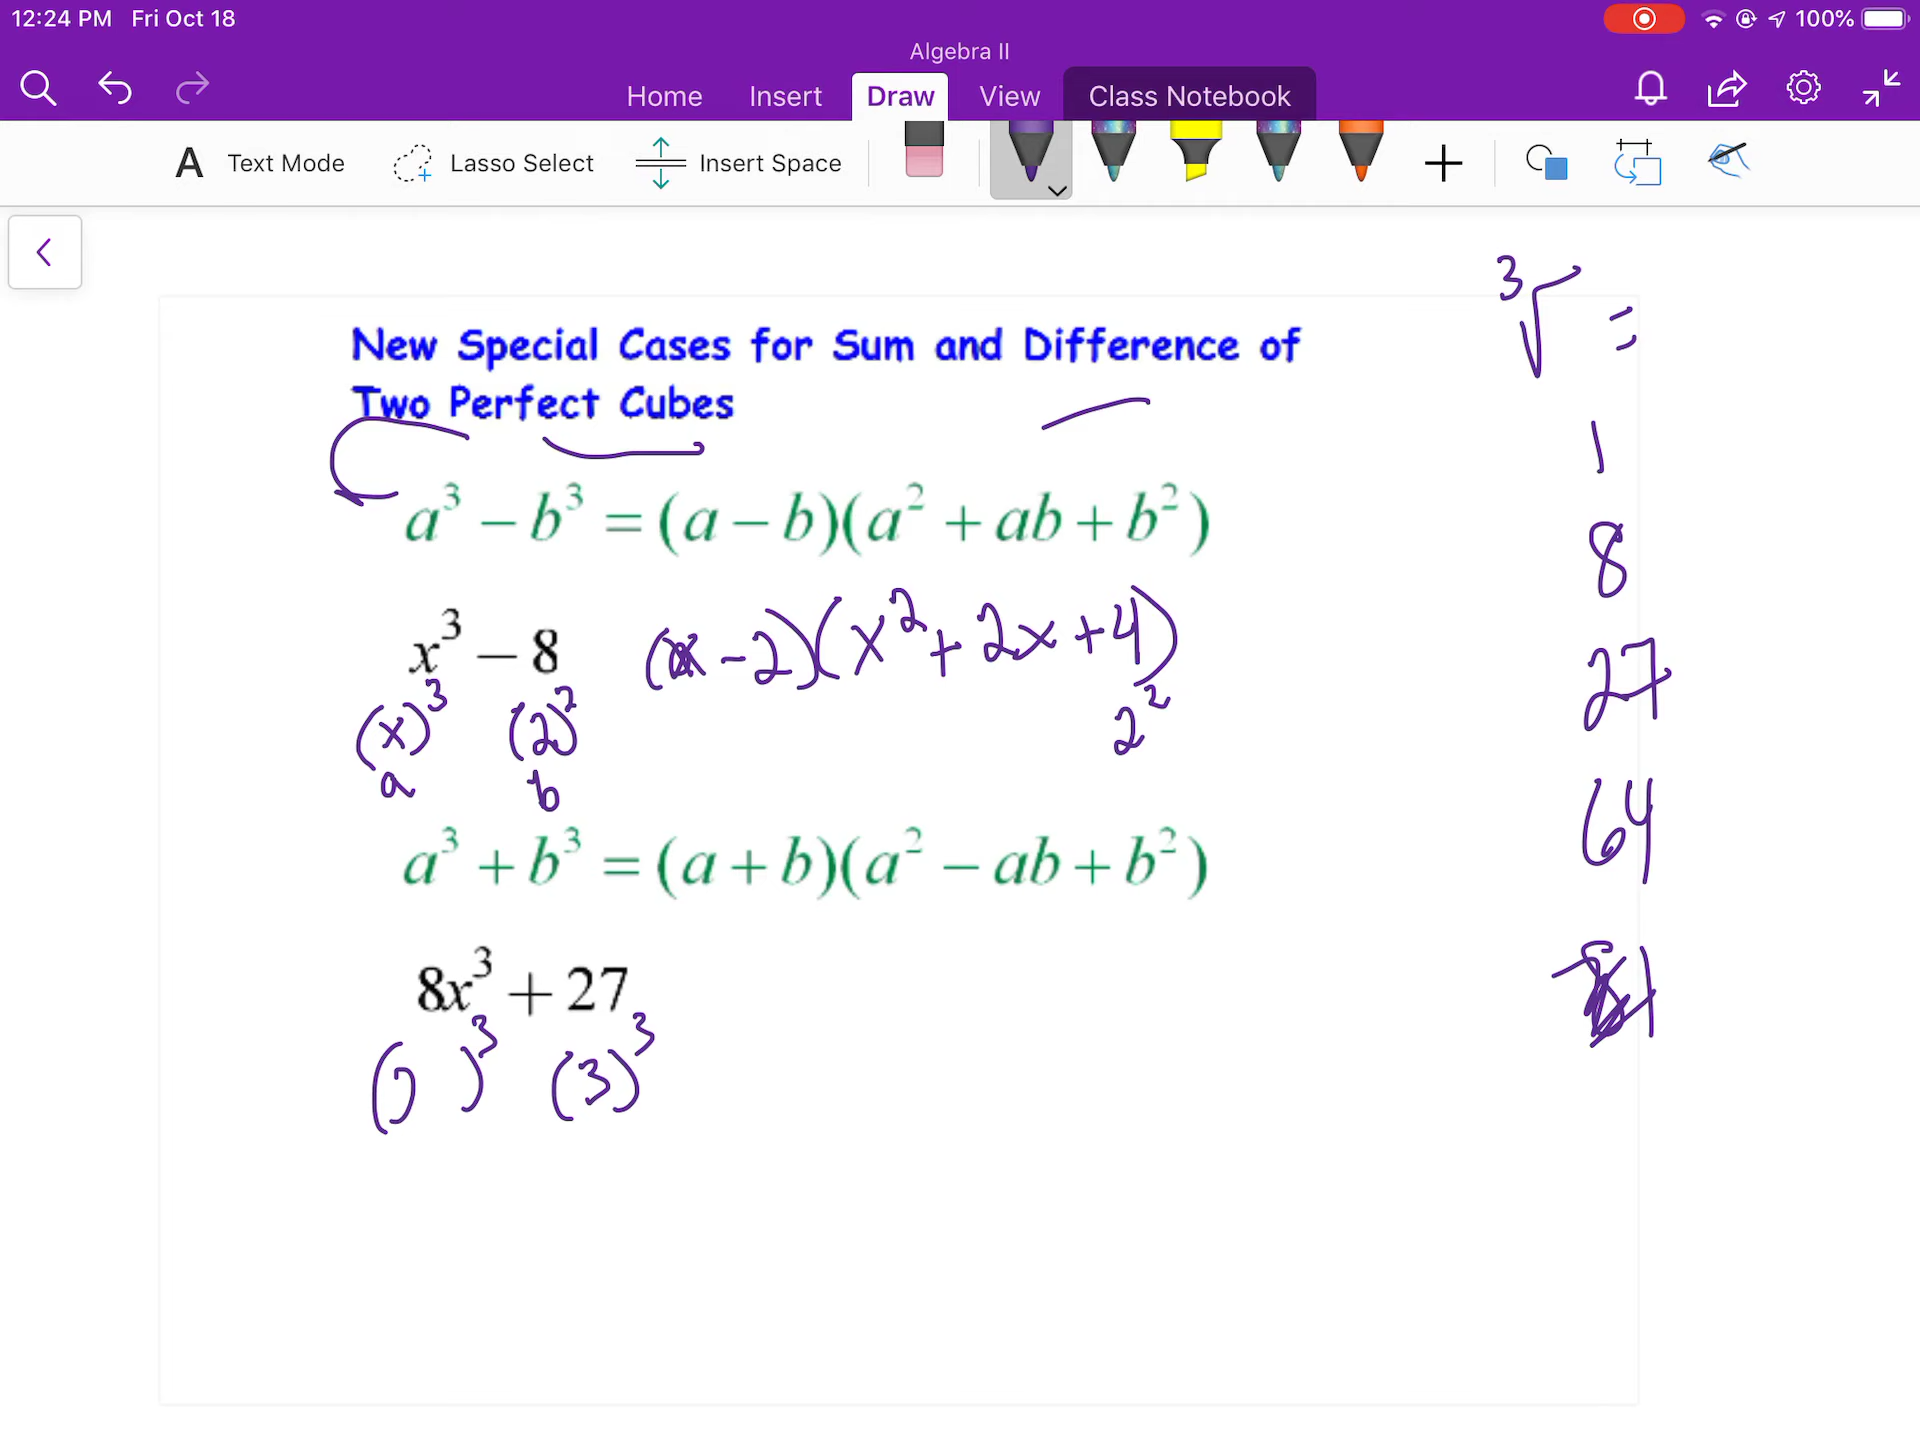 12:24 PM Fri Oct 18 100%
Algebra II
Home Insert Draw View Class Notebook
A Text Mode Lasso Select Insert Space
³√ =
New Special Cases for Sum and Difference of
Two Perfect Cubes
1
a³ − b³ = (a − b)(a² + ab + b²)
8
x³ − 8 (x − 2)(x² + 2x + 4)
27
(x)³ (2)² 2²
a b
64
a³ + b³ = (a + b)(a² − ab + b²)
8x³ + 27
( )³ (3)³